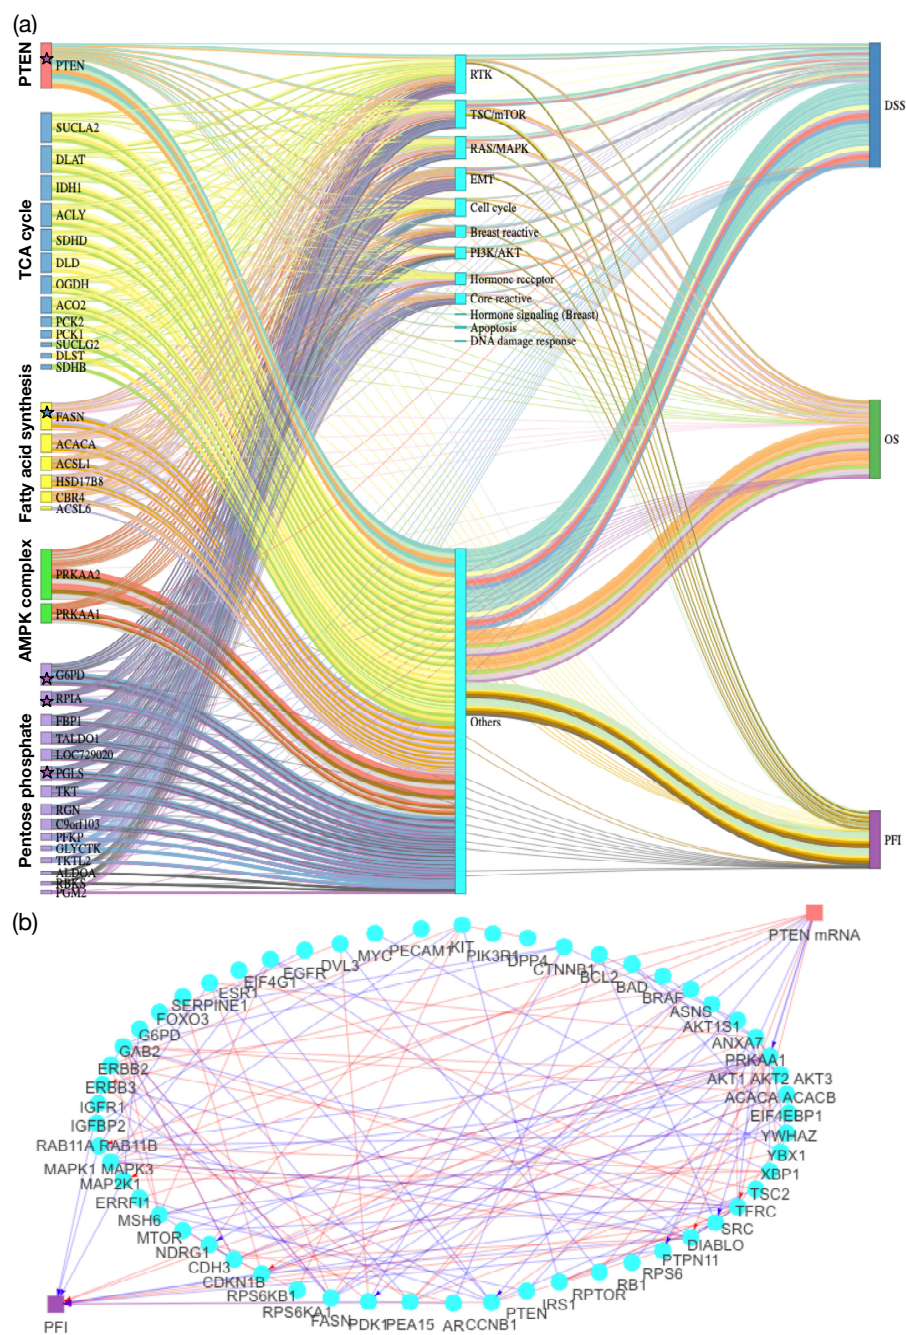 (a)
PTEN
PTEN
TCA cycle
SUCLA2
DLAT
IDH1
ACLY
SDHD
DLD
OGDH
ACO2
PCK2
PCK1
SUCLG2
DLST
SDHB
Fatty acid synthesis
FASN
ACACA
ACSL1
HSD17B8
CBR4
ACSL6
AMPK complex
PRKAA2
PRKAA1
Pentose phosphate
G6PD
RPIA
FBP1
TALDO1
LOC729020
PGLS
TKT
RGN
C9orf103
PFKP
GLYCTK
TKTL2
ALDOA
RBKS
PGM2
RTK
TSC/mTOR
RAS/MAPK
EMT
Cell cycle
Breast reactive
PI3K/AKT
Hormone receptor
Core reactive
Hormone signaling (Breast)
Apoptosis
DNA damage response
Others
DSS
OS
PFI
(b)
PTEN mRNA
KIT
PECAM1
MYC
DVL3
EGFR
EIF4G1
ESR1
SERPINE1
FOXO3
G6PD
GAB2
ERBB2
ERBB3
IGFR1
IGFBP2
RAB11A RAB11B
MAPK1 MAPK3
MAP2K1
ERRFI1
MSH6
MTOR
NDRG1
CDH3
CDKN1B
RPS6KB1
RPS6KA1
FASN
PDK1
PEA15
AR
CCNB1
PTEN
IRS1
RPTOR
RB1
RPS6
PTPN11
DIABLO
SRC
TFRC
TSC2
XBP1
YBX1
YWHAZ
EIF4EBP1
ACACA ACACB
AKT1 AKT2 AKT3
PRKAA1
ANXA7
AKT1S1
ASNS
BRAF
BAD
BCL2
CTNNB1
DPP4
PIK3R1
PFI